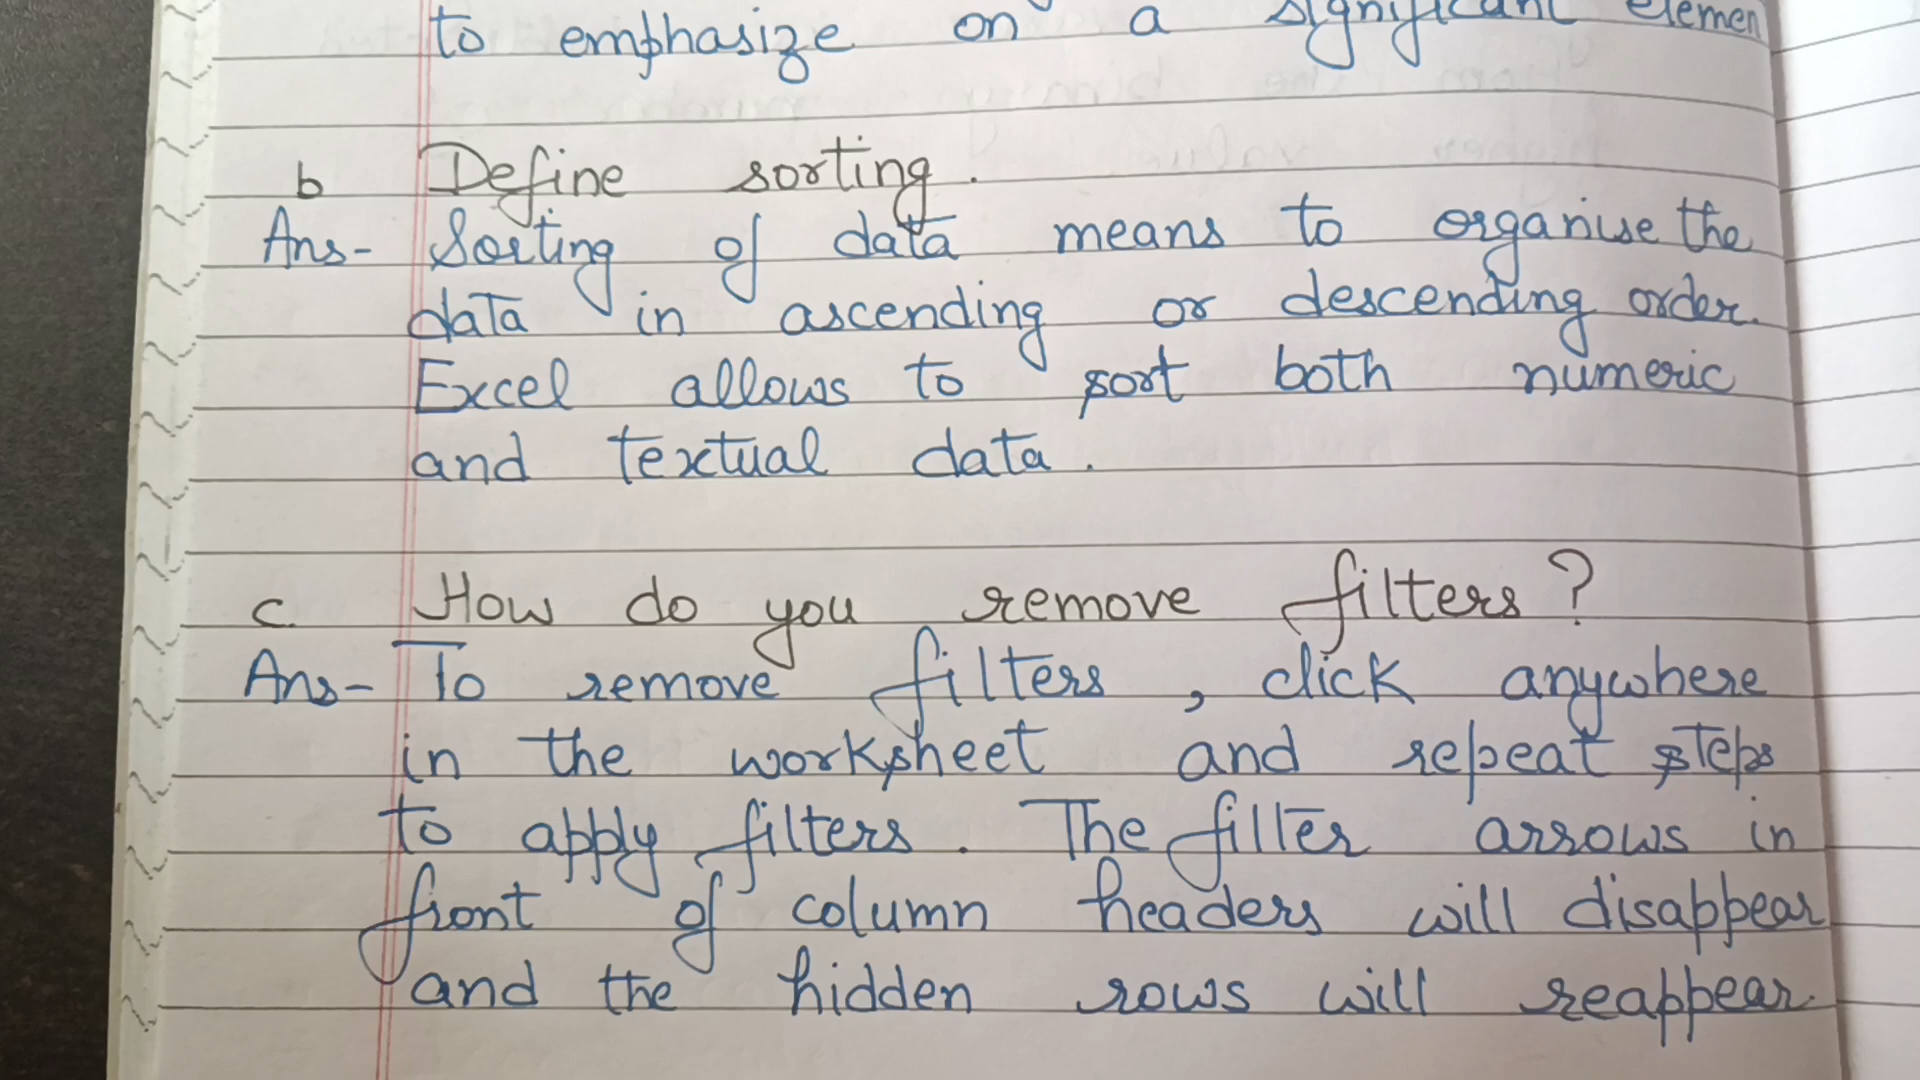 to emphasize on a significant elemen
b Define sorting.
Ans- Sorting of data means to organise the
data in ascending or descending order.
Excel allows to sort both numeric
and textual data.
c. How do you remove filters?
Ans- To remove filters, click anywhere
in the worksheet and repeat steps
to apply filters. The filter arrows in
front of column headers will disappear
and the hidden rows will reappear.